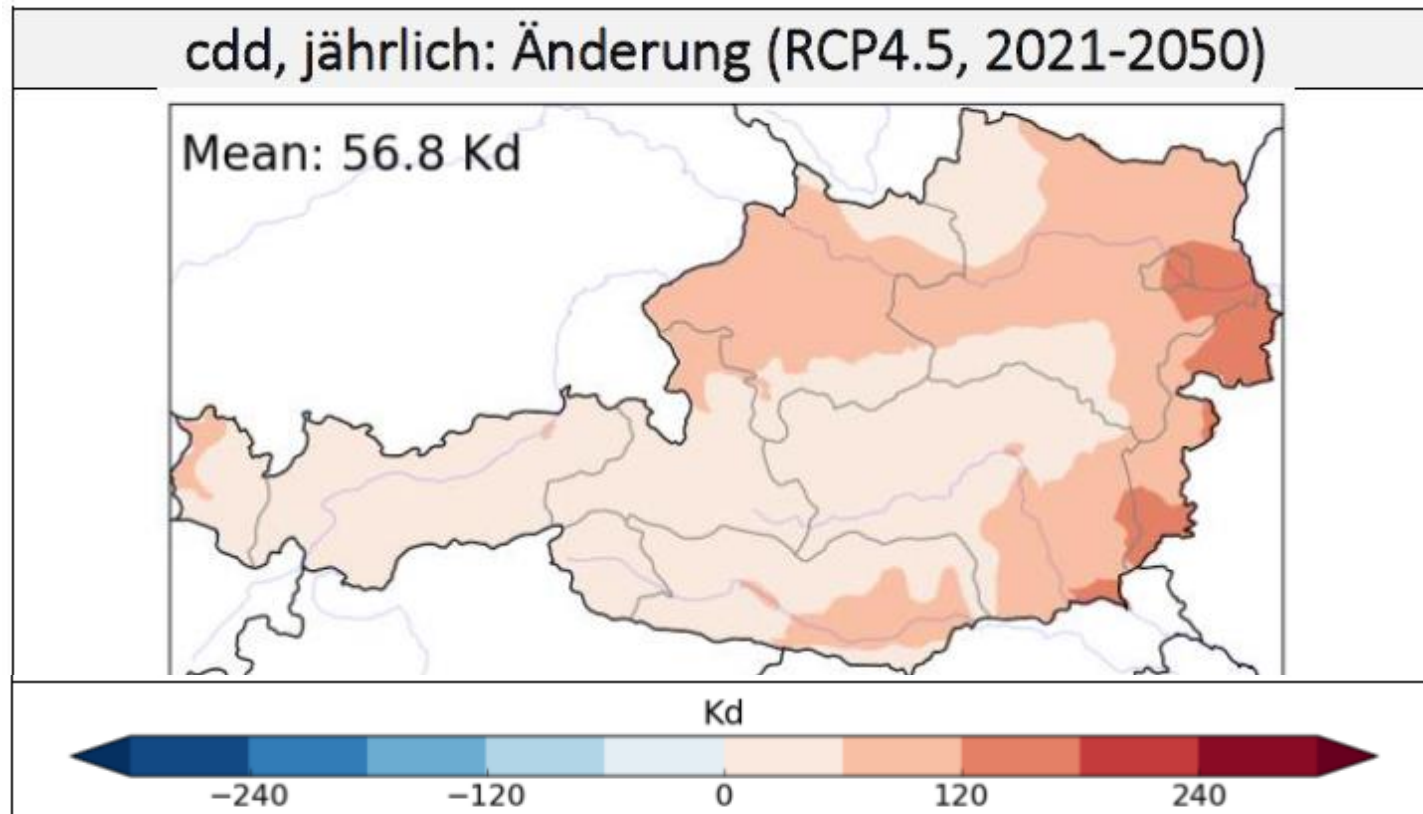 cdd, jährlich: Änderung (RCP4.5, 2021-2050)
Mean: 56.8 Kd
Kd
−240 −120 0 120 240